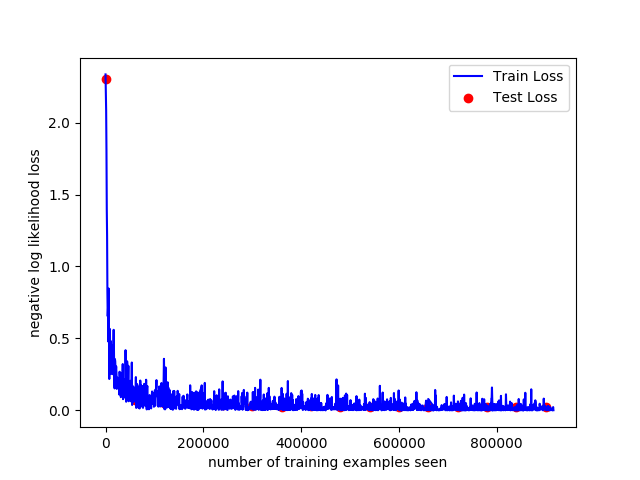 Train Loss
Test Loss
negative log likelihood loss
2.0
1.5
1.0
0.5
0.0
0 200000 400000 600000 800000
number of training examples seen